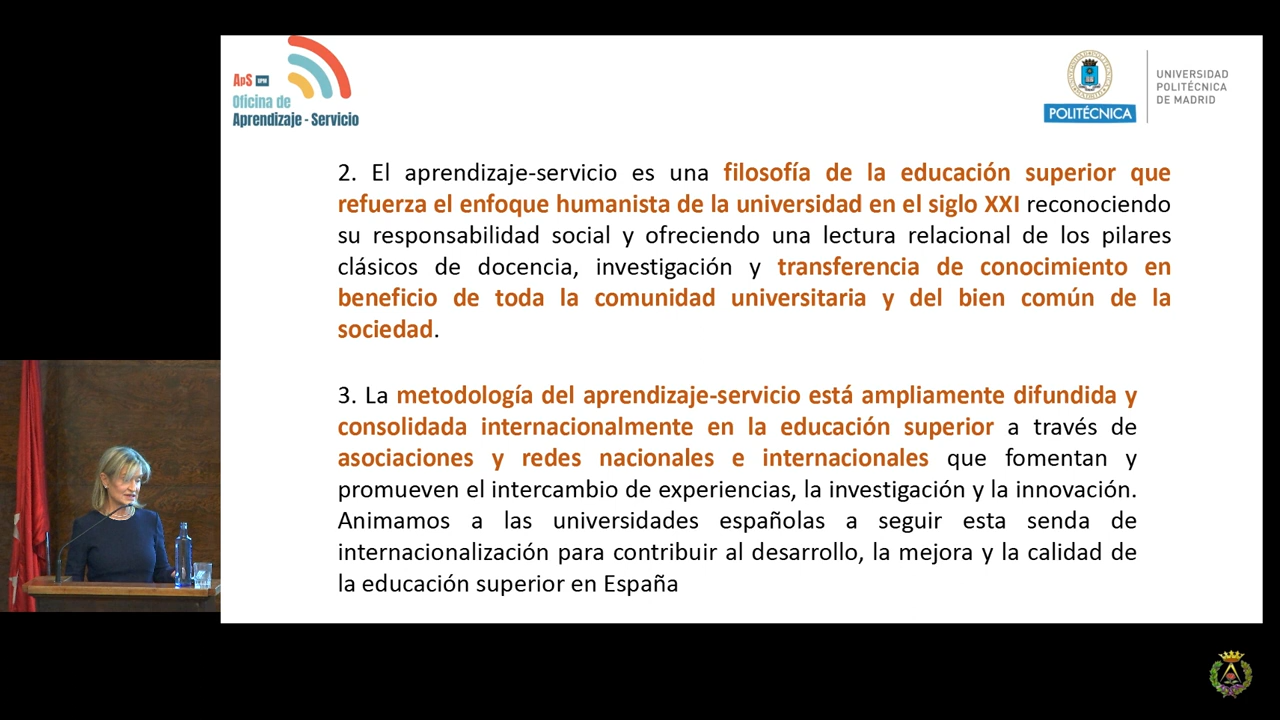 ApS UPM
Oficina de
Aprendizaje - Servicio
POLITÉCNICA
UNIVERSIDAD
POLITÉCNICA
DE MADRID
2. El aprendizaje-servicio es una filosofía de la educación superior que
refuerza el enfoque humanista de la universidad en el siglo XXI reconociendo
su responsabilidad social y ofreciendo una lectura relacional de los pilares
clásicos de docencia, investigación y transferencia de conocimiento en
beneficio de toda la comunidad universitaria y del bien común de la
sociedad.
3. La metodología del aprendizaje-servicio está ampliamente difundida y
consolidada internacionalmente en la educación superior a través de
asociaciones y redes nacionales e internacionales que fomentan y
promueven el intercambio de experiencias, la investigación y la innovación.
Animamos a las universidades españolas a seguir esta senda de
internacionalización para contribuir al desarrollo, la mejora y la calidad de
la educación superior en España